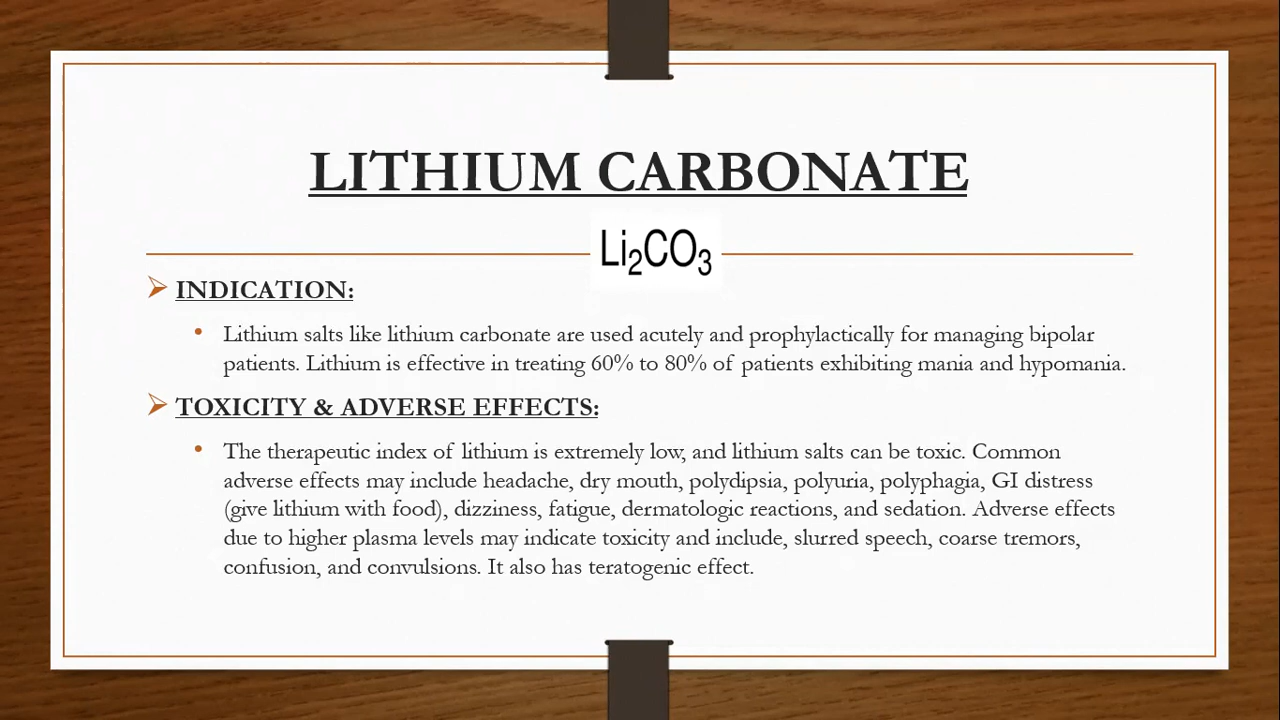 LITHIUM CARBONATE
Li₂CO₃
INDICATION:
Lithium salts like lithium carbonate are used acutely and prophylactically for managing bipolar
patients. Lithium is effective in treating 60% to 80% of patients exhibiting mania and hypomania.
TOXICITY & ADVERSE EFFECTS:
The therapeutic index of lithium is extremely low, and lithium salts can be toxic. Common
adverse effects may include headache, dry mouth, polydipsia, polyuria, polyphagia, GI distress
(give lithium with food), dizziness, fatigue, dermatologic reactions, and sedation. Adverse effects
due to higher plasma levels may indicate toxicity and include, slurred speech, coarse tremors,
confusion, and convulsions. It also has teratogenic effect.